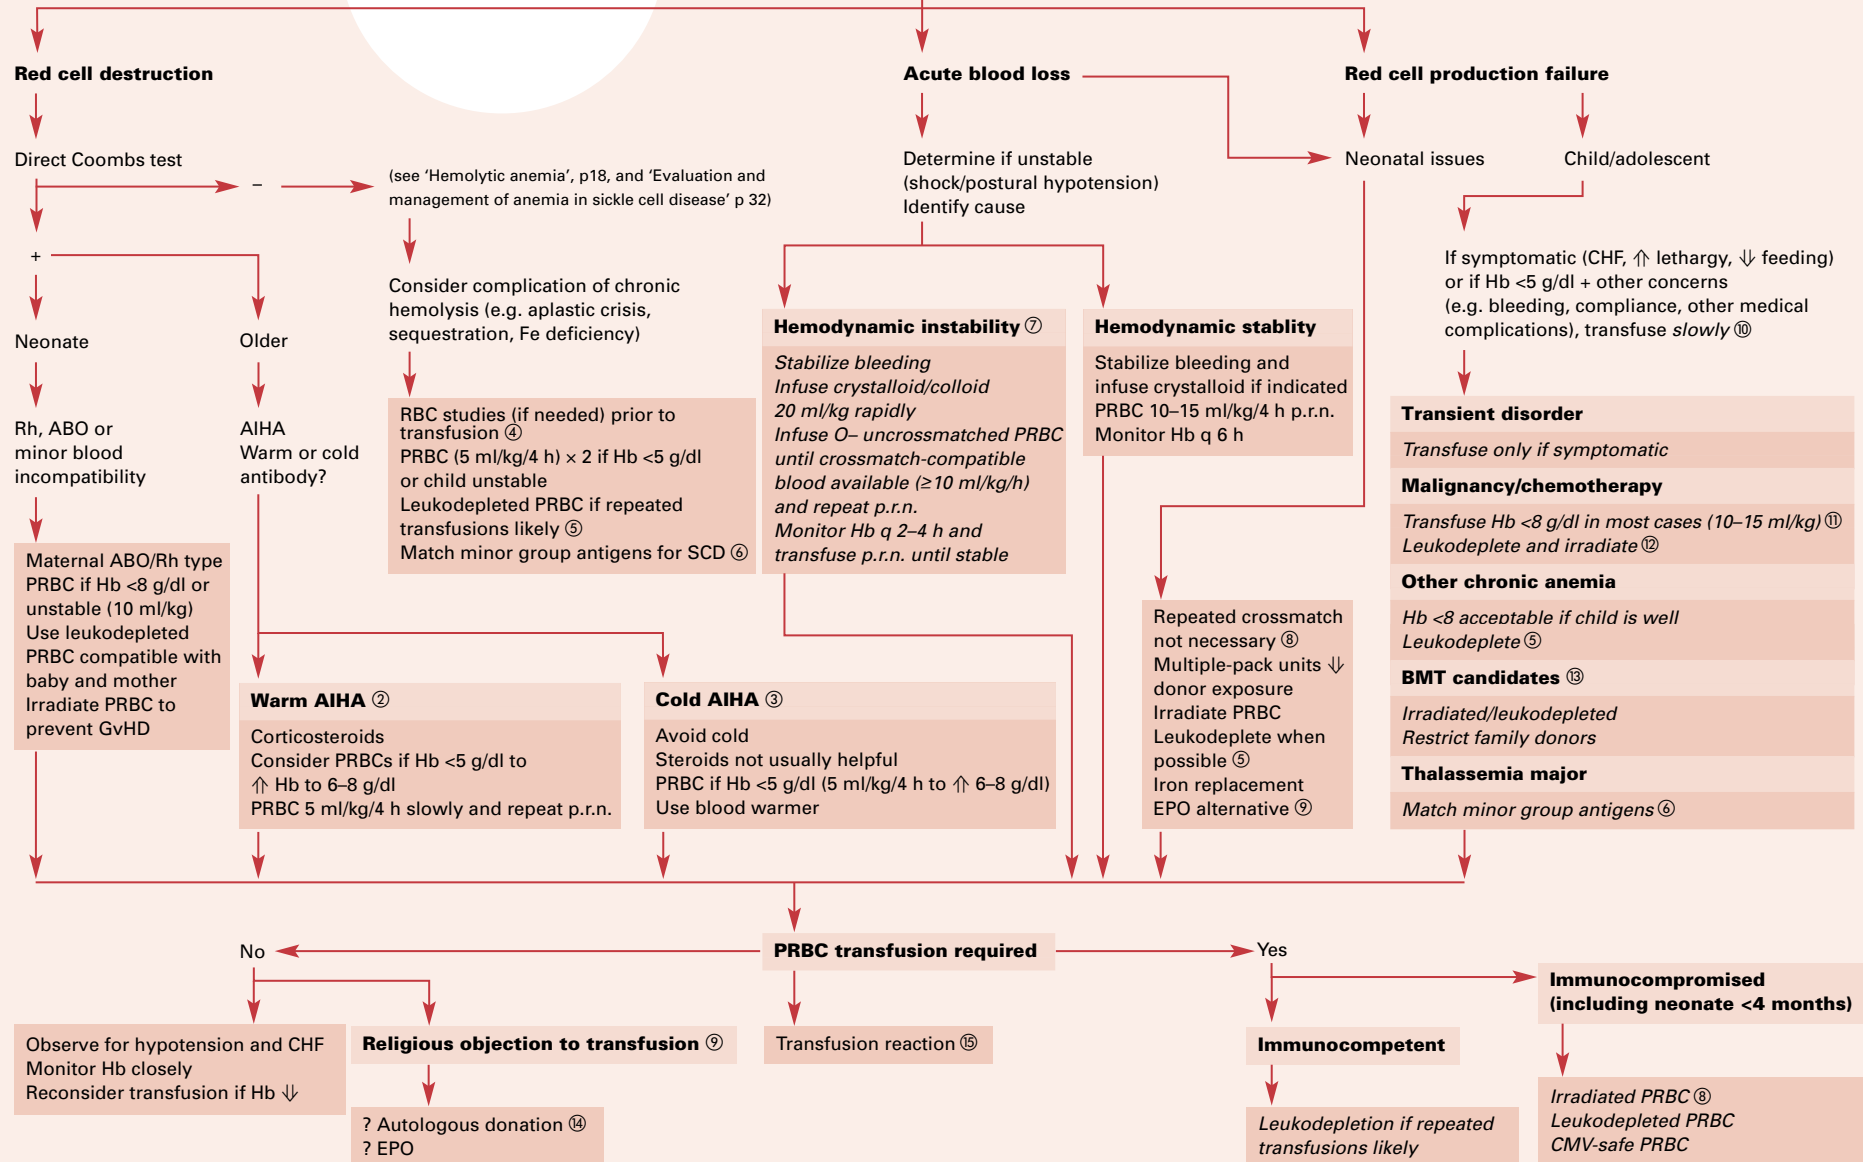 Red cell destruction
Acute blood loss
Red cell production failure
Direct Coombs test
–
(see ‘Hemolytic anemia’, p18, and ‘Evaluation and
management of anemia in sickle cell disease’ p 32)
Determine if unstable
(shock/postural hypotension)
Identify cause
Neonatal issues
Child/adolescent
+
Consider complication of chronic
hemolysis (e.g. aplastic crisis,
sequestration, Fe deficiency)
If symptomatic (CHF, ⇑ lethargy, ⇓ feeding)
or if Hb <5 g/dl + other concerns
(e.g. bleeding, compliance, other medical
complications), transfuse slowly ⑩
Neonate
Older
Rh, ABO or
minor blood
incompatibility
AIHA
Warm or cold
antibody?
RBC studies (if needed) prior to
transfusion ④
PRBC (5 ml/kg/4 h) × 2 if Hb <5 g/dl
or child unstable
Leukodepleted PRBC if repeated
transfusions likely ⑤
Match minor group antigens for SCD ⑥
Hemodynamic instability ⑦
Stabilize bleeding
Infuse crystalloid/colloid
20 ml/kg rapidly
Infuse O– uncrossmatched PRBC
until crossmatch-compatible
blood available (≥10 ml/kg/h)
and repeat p.r.n.
Monitor Hb q 2–4 h and
transfuse p.r.n. until stable
Hemodynamic stablity
Stabilize bleeding and
infuse crystalloid if indicated
PRBC 10–15 ml/kg/4 h p.r.n.
Monitor Hb q 6 h
Transient disorder
Transfuse only if symptomatic
Malignancy/chemotherapy
Transfuse Hb <8 g/dl in most cases (10–15 ml/kg) ⑪
Leukodeplete and irradiate ⑫
Other chronic anemia
Hb <8 acceptable if child is well
Leukodeplete ⑤
BMT candidates ⑬
Irradiated/leukodepleted
Restrict family donors
Thalassemia major
Match minor group antigens ⑥
Maternal ABO/Rh type
PRBC if Hb <8 g/dl or
unstable (10 ml/kg)
Use leukodepleted
PRBC compatible with
baby and mother
Irradiate PRBC to
prevent GvHD
Warm AIHA ②
Corticosteroids
Consider PRBCs if Hb <5 g/dl to
⇑ Hb to 6–8 g/dl
PRBC 5 ml/kg/4 h slowly and repeat p.r.n.
Cold AIHA ③
Avoid cold
Steroids not usually helpful
PRBC if Hb <5 g/dl (5 ml/kg/4 h to ⇑ 6–8 g/dl)
Use blood warmer
Repeated crossmatch
not necessary ⑧
Multiple-pack units ⇓
donor exposure
Irradiate PRBC
Leukodeplete when
possible ⑤
Iron replacement
EPO alternative ⑨
No
PRBC transfusion required
Yes
Observe for hypotension and CHF
Monitor Hb closely
Reconsider transfusion if Hb ⇓
Religious objection to transfusion ⑨
? Autologous donation ⑭
? EPO
Transfusion reaction ⑮
Immunocompetent
Leukodepletion if repeated
transfusions likely
Immunocompromised
(including neonate <4 months)
Irradiated PRBC ⑧
Leukodepleted PRBC
CMV-safe PRBC